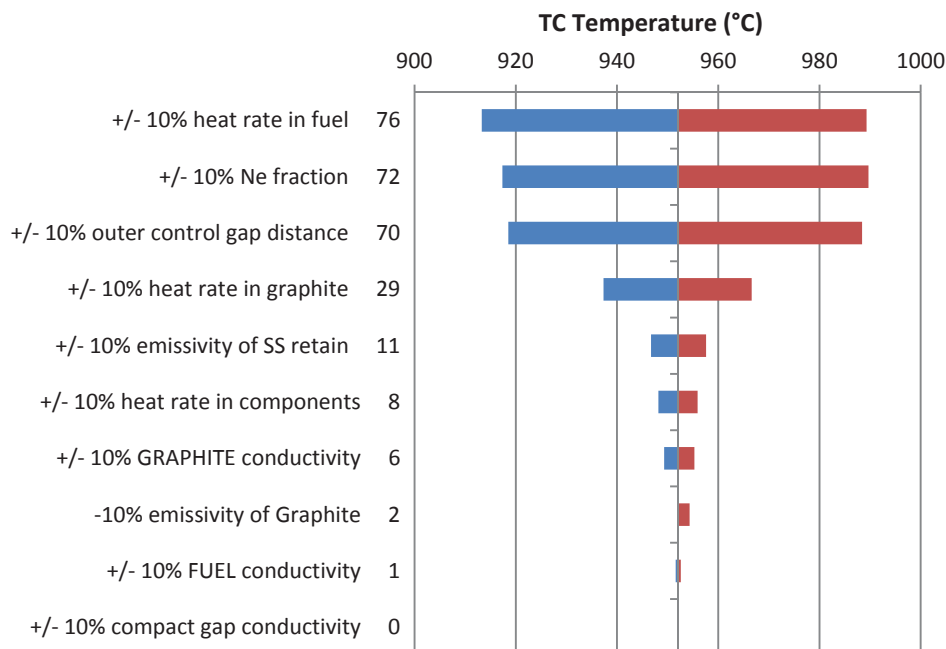 TC Temperature (°C)
900 920 940 960 980 1000
+/- 10% heat rate in fuel 76
+/- 10% Ne fraction 72
+/- 10% outer control gap distance 70
+/- 10% heat rate in graphite 29
+/- 10% emissivity of SS retain 11
+/- 10% heat rate in components 8
+/- 10% GRAPHITE conductivity 6
-10% emissivity of Graphite 2
+/- 10% FUEL conductivity 1
+/- 10% compact gap conductivity 0